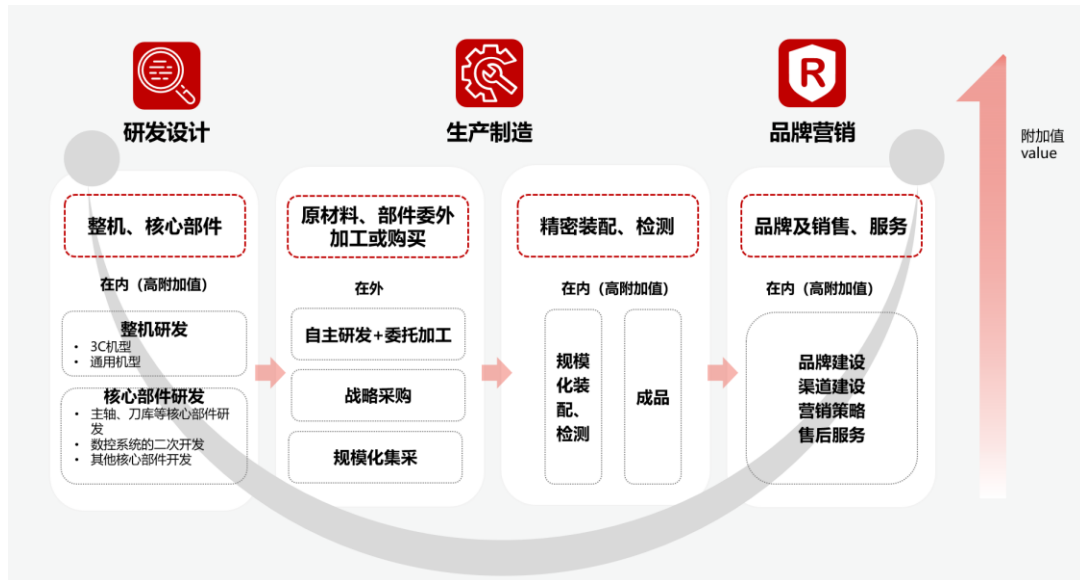 研发设计
生产制造
R
品牌营销
附加值
value
整机、核心部件
在内（高附加值）
整机研发
• 3C机型
• 通用机型
核心部件研发
• 主轴、刀库等核心部件研
发
• 数控系统的二次开发
• 其他核心部件开发
原材料、部件委外
加工或购买
在外
自主研发+委托加工
战略采购
规模化集采
精密装配、检测
在内（高附加值）
规模
化装
配、
检测
成品
品牌及销售、服务
在内（高附加值）
品牌建设
渠道建设
营销策略
售后服务